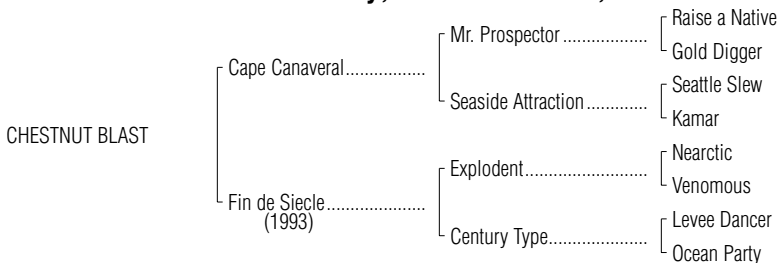 Raise a Native
Mr. Prospector
Gold Digger
Cape Canaveral
Seattle Slew
Seaside Attraction
Kamar
CHESTNUT BLAST
Nearctic
Explodent
Venomous
Fin de Siecle
(1993)
Levee Dancer
Century Type
Ocean Party